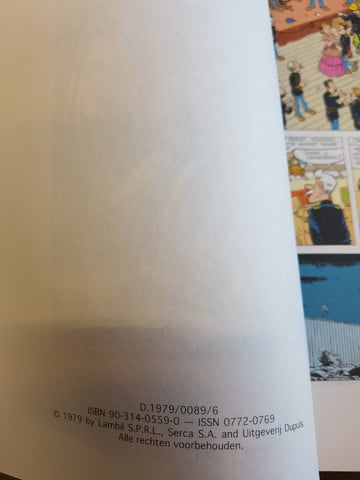 D.1979/0089/6
ISBN 90-314-0559-0 — ISSN 0772-0769
© 1979 by Lambil S.P.R.L., Serca S.A. and Uitgeverij Dupuis
Alle rechten voorbehouden.